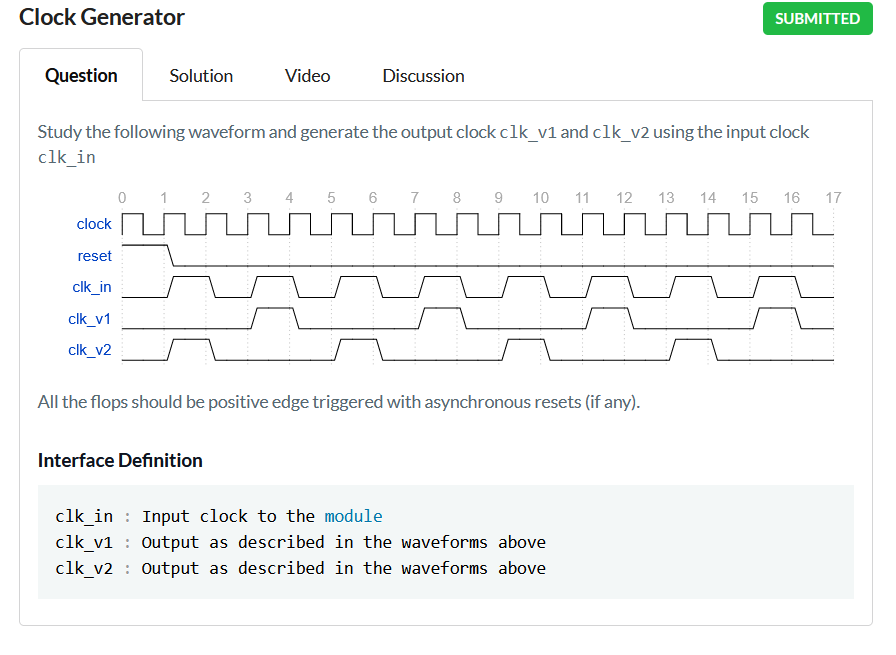 Clock Generator
SUBMITTED
Question Solution Video Discussion
Study the following waveform and generate the output clock clk_v1 and clk_v2 using the input clock
clk_in
0 1 2 3 4 5 6 7 8 9 10 11 12 13 14 15 16 17
clock
reset
clk_in
clk_v1
clk_v2
All the flops should be positive edge triggered with asynchronous resets (if any).
Interface Definition
clk_in : Input clock to the module
clk_v1 : Output as described in the waveforms above
clk_v2 : Output as described in the waveforms above